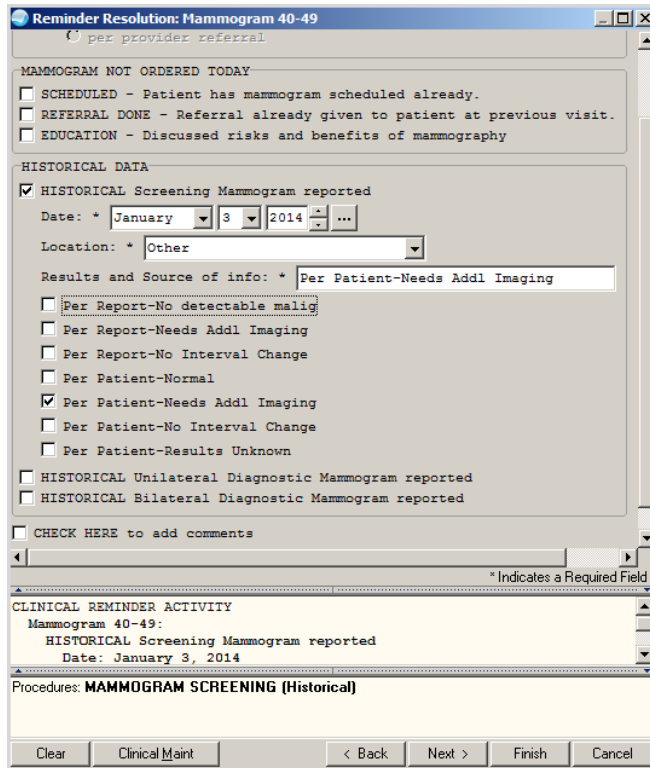 Reminder Resolution: Mammogram 40-49
per provider referral
MAMMOGRAM NOT ORDERED TODAY
SCHEDULED - Patient has mammogram scheduled already.
REFERRAL DONE - Referral already given to patient at previous visit.
EDUCATION - Discussed risks and benefits of mammography
HISTORICAL DATA
HISTORICAL Screening Mammogram reported
Date: * January 3 2014 ...
Location: * Other
Results and Source of info: * Per Patient-Needs Addl Imaging
Per Report-No detectable malig
Per Report-Needs Addl Imaging
Per Report-No Interval Change
Per Patient-Normal
Per Patient-Needs Addl Imaging
Per Patient-No Interval Change
Per Patient-Results Unknown
HISTORICAL Unilateral Diagnostic Mammogram reported
HISTORICAL Bilateral Diagnostic Mammogram reported
CHECK HERE to add comments
* Indicates a Required Field
CLINICAL REMINDER ACTIVITY
Mammogram 40-49:
HISTORICAL Screening Mammogram reported
Date: January 3, 2014
Procedures: MAMMOGRAM SCREENING (Historical)
Clear Clinical Maint < Back Next > Finish Cancel